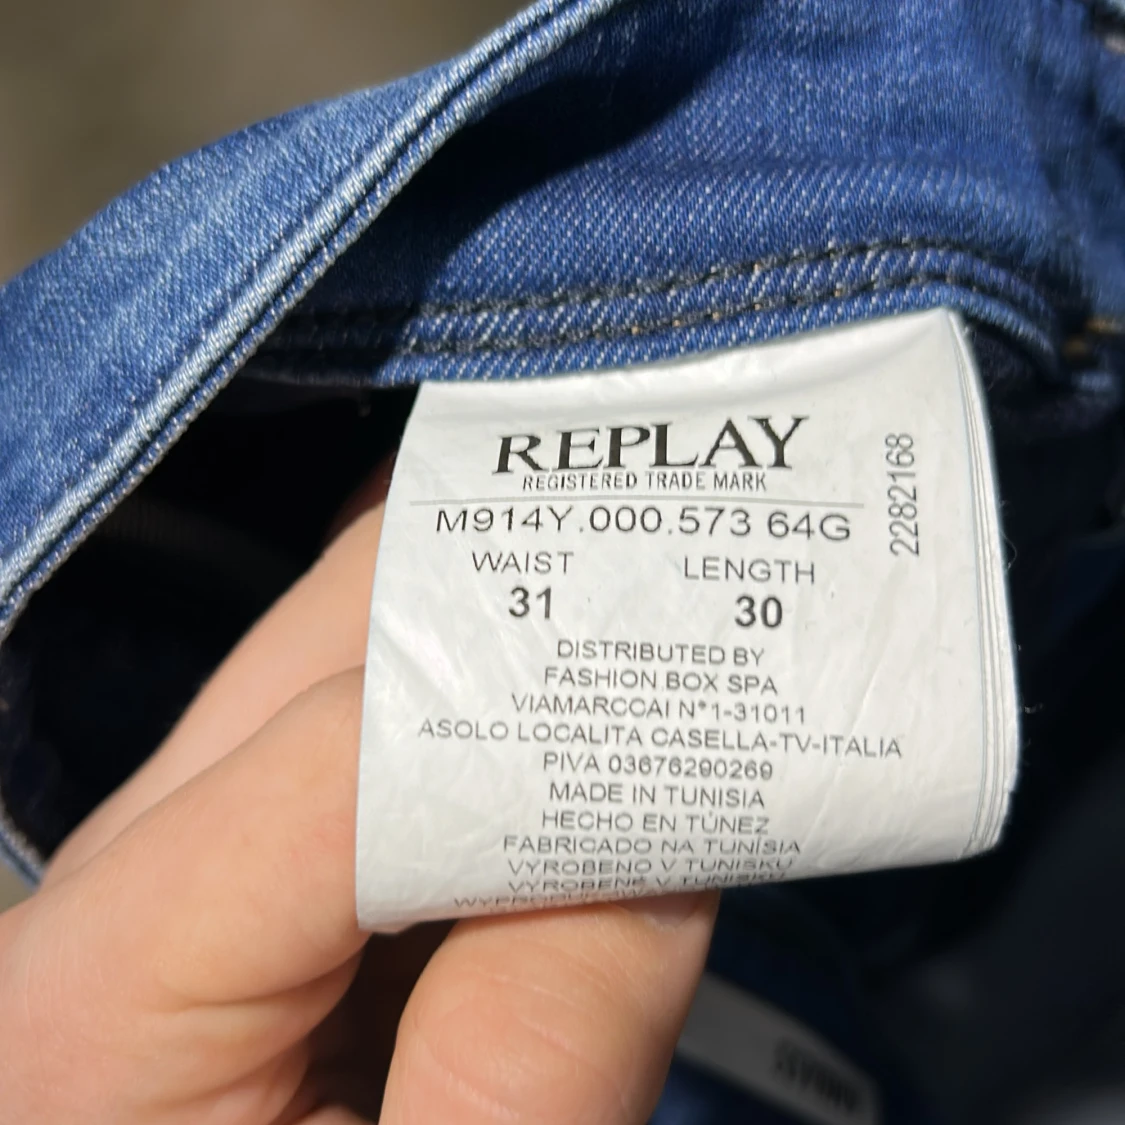 REPLAY
REGISTERED TRADE MARK
M914Y.000.573 64G
2282168
WAIST LENGTH
31 30
DISTRIBUTED BY
FASHION BOX SPA
VIAMARCCAI N°1-31011
ASOLO LOCALITA CASELLA-TV-ITALIA
PIVA 03676290269
MADE IN TUNISIA
HECHO EN TÚNEZ
FABRICADO NA TUNÍSIA
VYROBENO V TUNISKU
VYROBENÉ V TUNISKU